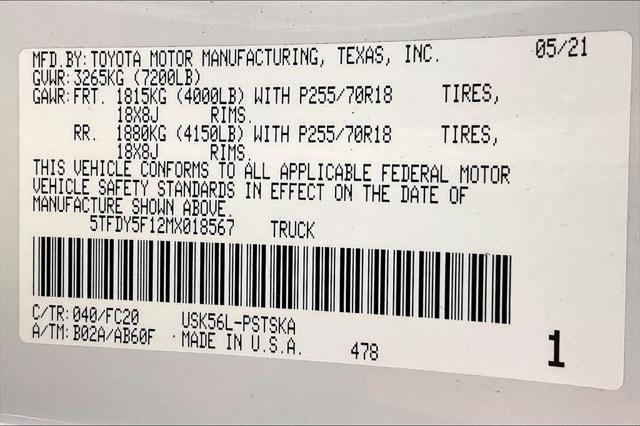 MFD.BY:TOYOTA MOTOR MANUFACTURING, TEXAS, INC. 05/21
GVWR:3265KG (7200LB)
GAWR:FRT. 1815KG (4000LB) WITH P255/70R18 TIRES,
18X8J RIMS.
RR. 1880KG (4150LB) WITH P255/70R18 TIRES,
18X8J RIMS.
THIS VEHICLE CONFORMS TO ALL APPLICABLE FEDERAL MOTOR
VEHICLE SAFETY STANDARDS IN EFFECT ON THE DATE OF
MANUFACTURE SHOWN ABOVE.
5TFDY5F12MX018567 TRUCK
C/TR:040/FC20 USK56L-PSTSKA
A/TM:B02A/AB60F MADE IN U.S.A. 478 1